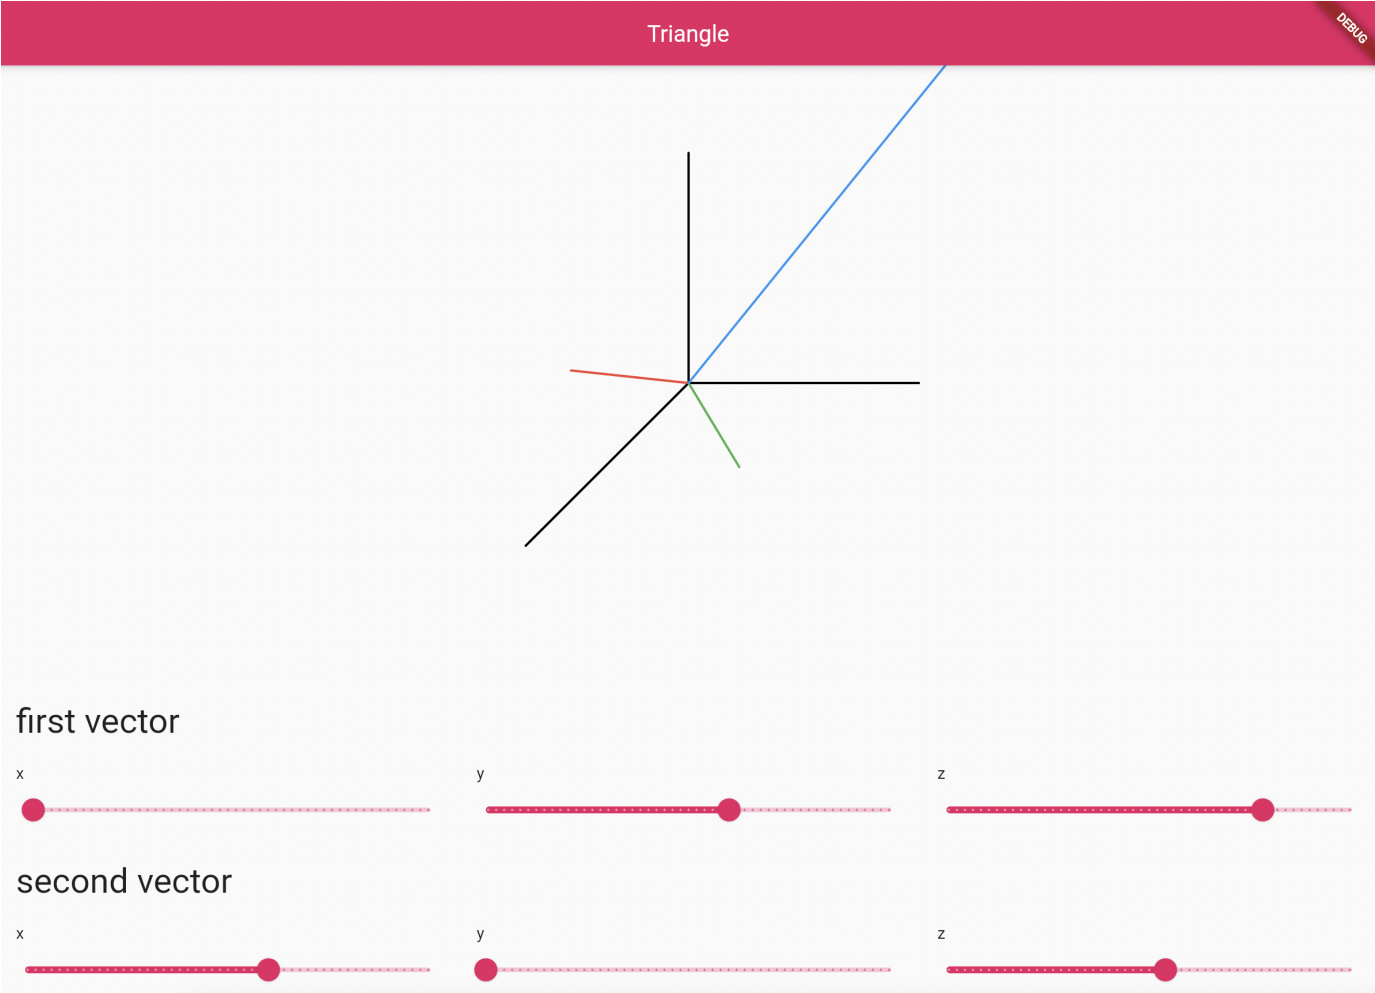 Triangle
DEBUG
first vector
x y z
second vector
x y z